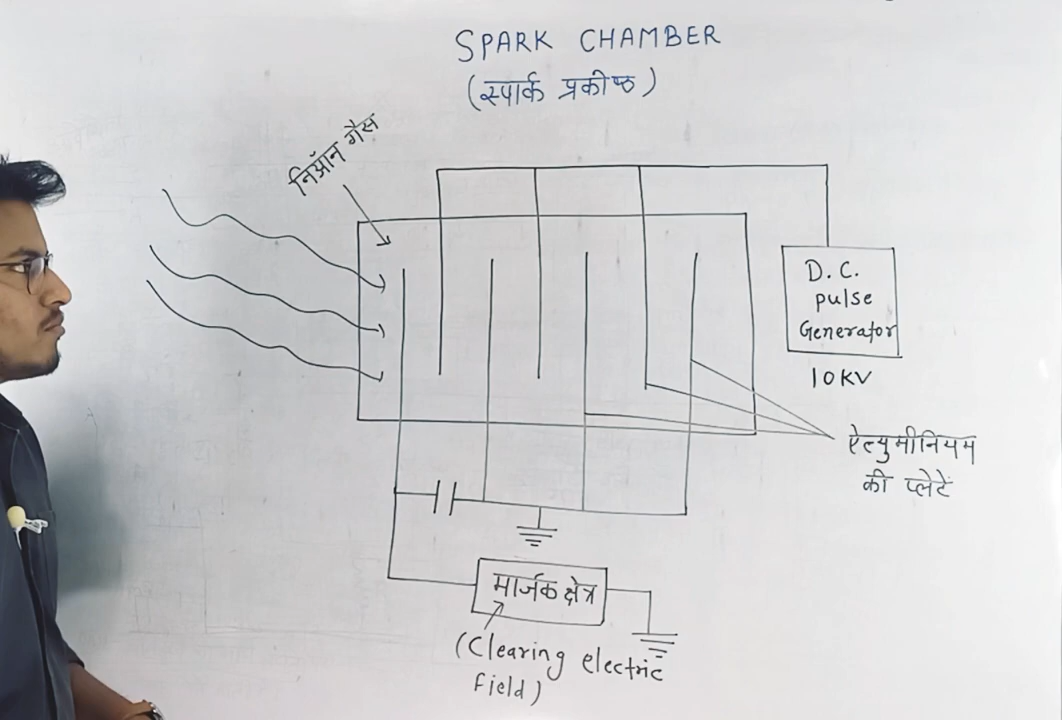 SPARK CHAMBER
(स्पार्क प्रकोष्ठ)
निऑन गैस
D.C.
pulse
Generator
10KV
ऐल्युमीनियम
की प्लेटें
मार्जक क्षेत्र
(Clearing electric
field)